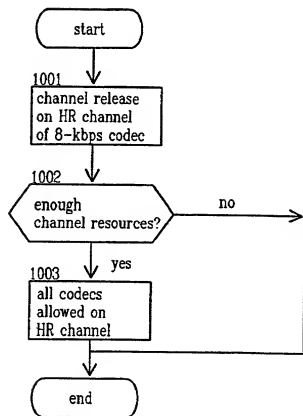 start
1001
channel release
on HR channel
of 8-kbps codec
1002
enough
channel resources?
no
yes
1003
all codecs
allowed on
HR channel
end